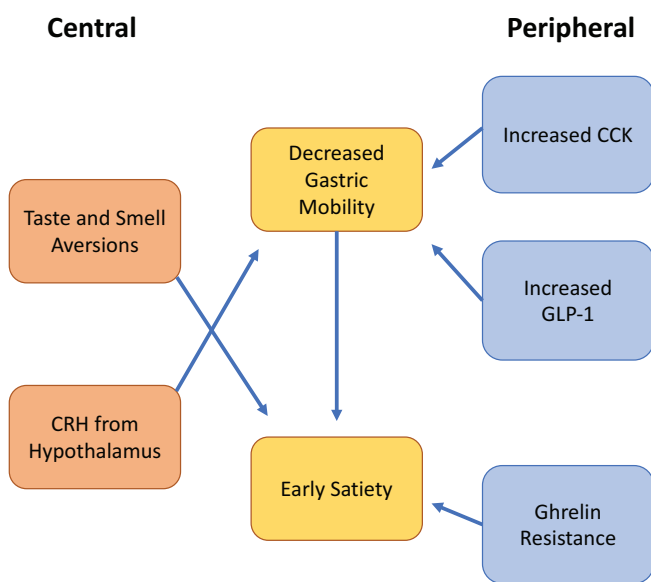 Central
Peripheral
Increased CCK
Decreased
Gastric
Mobility
Taste and Smell
Aversions
Increased
GLP-1
CRH from
Hypothalamus
Early Satiety
Ghrelin
Resistance